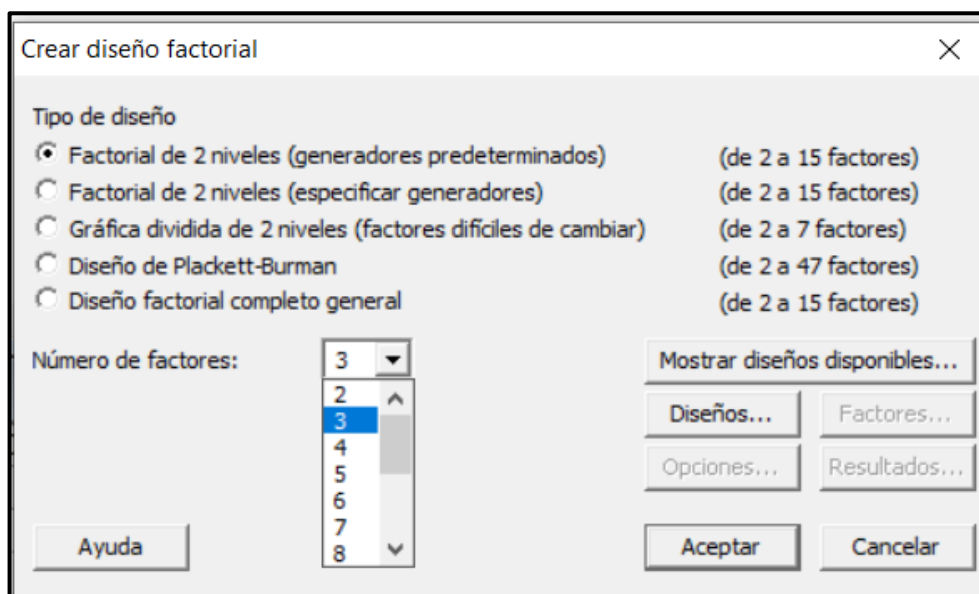 Crear diseño factorial
Tipo de diseño
Factorial de 2 niveles (generadores predeterminados) (de 2 a 15 factores)
Factorial de 2 niveles (especificar generadores) (de 2 a 15 factores)
Gráfica dividida de 2 niveles (factores difíciles de cambiar) (de 2 a 7 factores)
Diseño de Plackett-Burman (de 2 a 47 factores)
Diseño factorial completo general (de 2 a 15 factores)
Número de factores: 3 Mostrar diseños disponibles...
2
3
4
5
6
7
8
Diseños... Factores...
Opciones... Resultados...
Ayuda Aceptar Cancelar